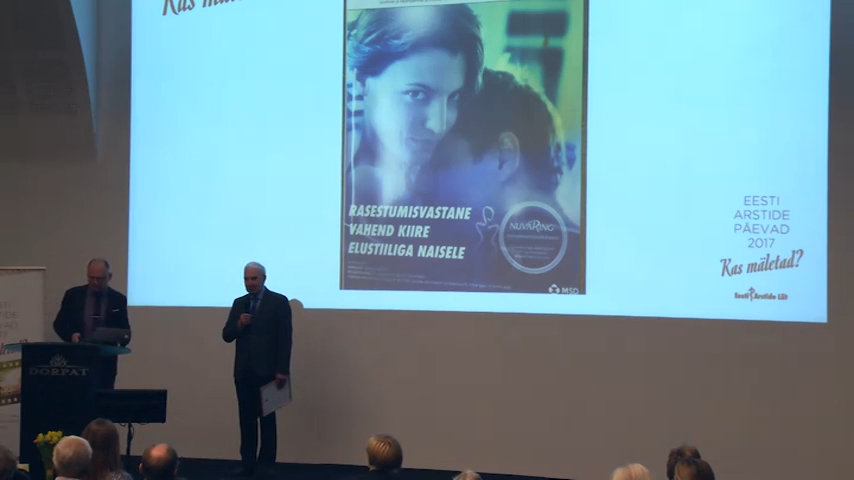 Kas mäletad?
RASESTUMISVASTANE
VAHEND KIIRE
ELUSTIILIGA NAISELE
NUVARING
MSD
EESTI
ARSTIDE
PÄEVAD
2017
Kas mäletad?
Eesti Arstide Liit
DORPAT